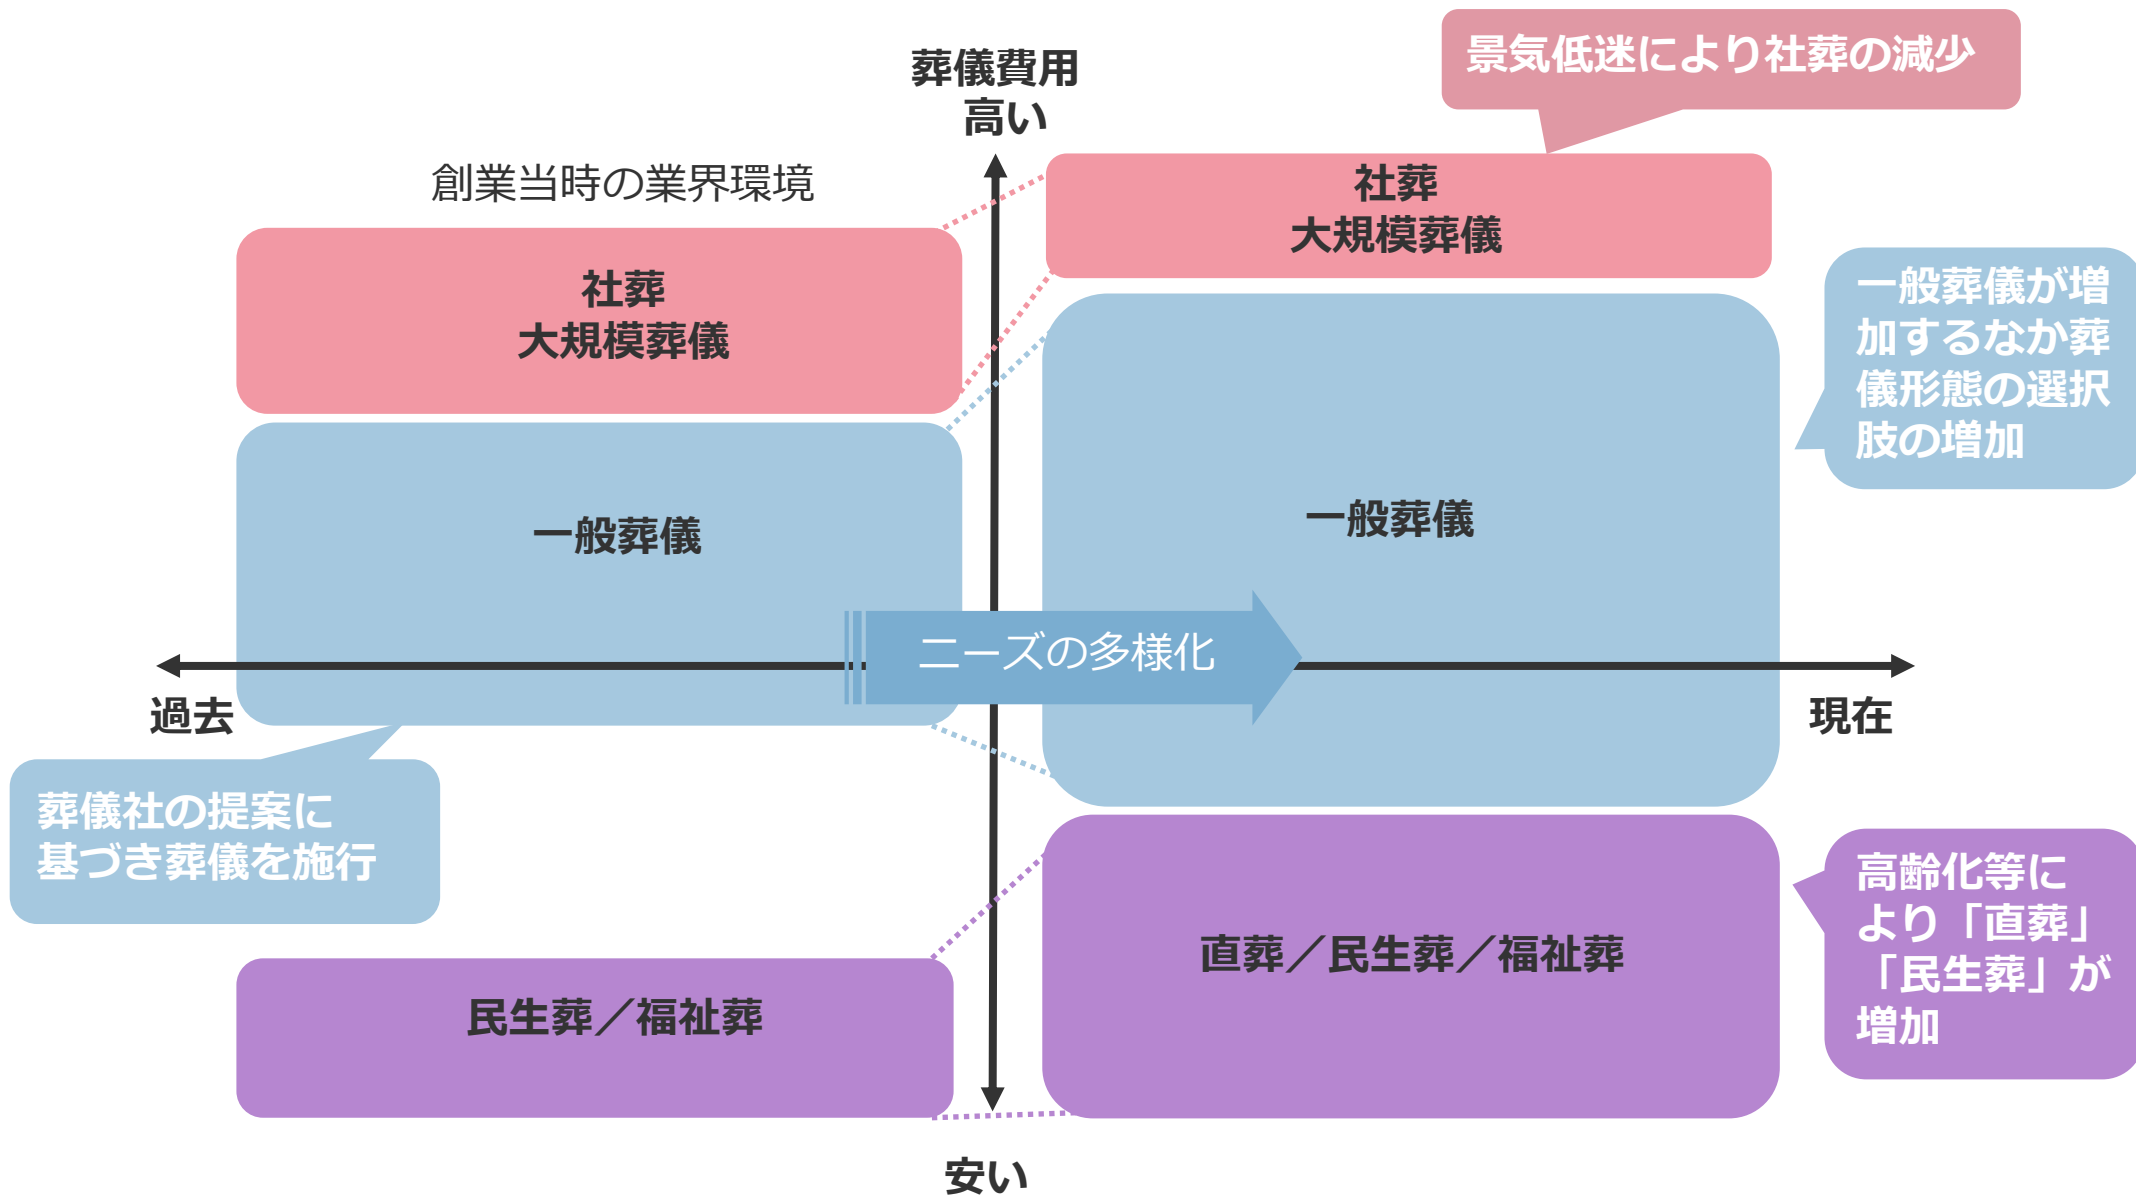 葬儀費用
高い
景気低迷により社葬の減少
創業当時の業界環境
社葬
大規模葬儀
社葬
大規模葬儀
一般葬儀が増
加するなか葬
儀形態の選択
肢の増加
一般葬儀
一般葬儀
ニーズの多様化
過去
現在
葬儀社の提案に
基づき葬儀を施行
民生葬／福祉葬
直葬／民生葬／福祉葬
高齢化等に
より「直葬」
「民生葬」が
増加
安い